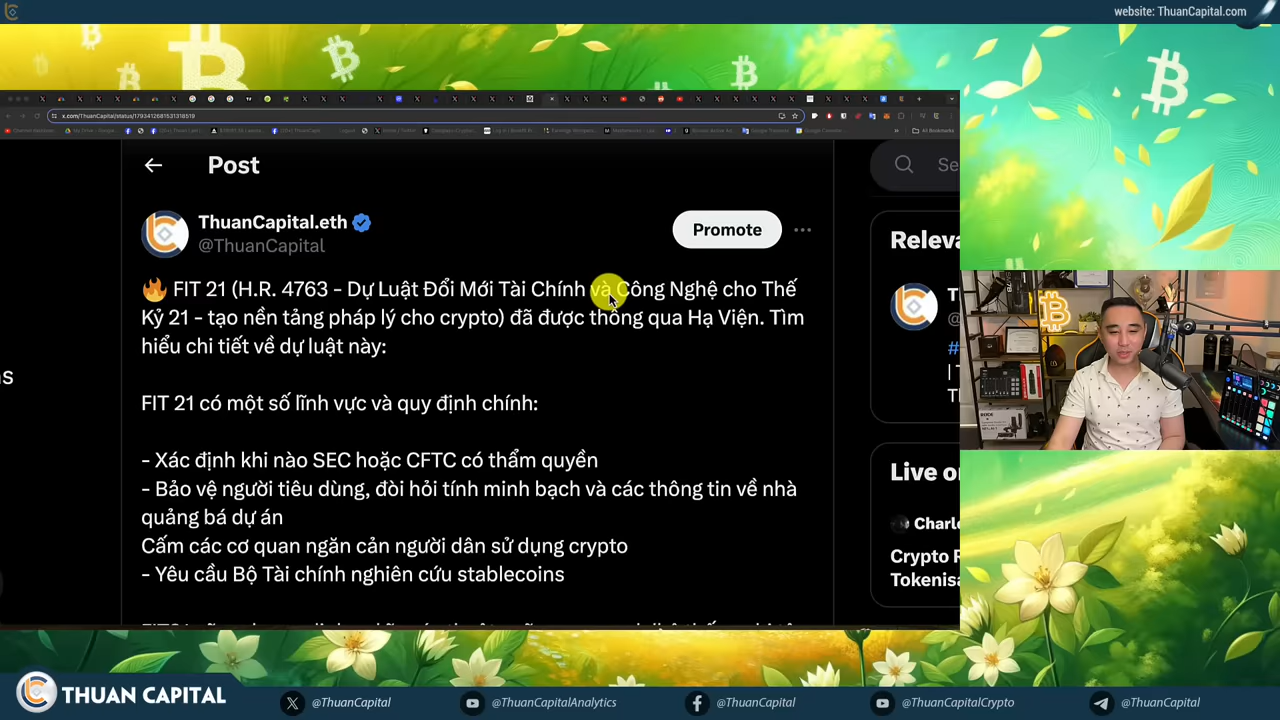 website: ThuanCapital.com
x.com/ThuanCapital/status/1793412681531318519
Post
ThuanCapital.eth
@ThuanCapital
Promote
🔥 FIT 21 (H.R. 4763 - Dự Luật Đổi Mới Tài Chính và Công Nghệ cho Thế
Kỷ 21 - tạo nền tảng pháp lý cho crypto) đã được thông qua Hạ Viện. Tìm
hiểu chi tiết về dự luật này:
FIT 21 có một số lĩnh vực và quy định chính:
- Xác định khi nào SEC hoặc CFTC có thẩm quyền
- Bảo vệ người tiêu dùng, đòi hỏi tính minh bạch và các thông tin về nhà
quảng bá dự án
Cấm các cơ quan ngăn cản người dân sử dụng crypto
- Yêu cầu Bộ Tài chính nghiên cứu stablecoins
Se
Releva
Live o
Charle
Crypto R
Tokenisa
THUAN CAPITAL
@ThuanCapital
@ThuanCapitalAnalytics
@ThuanCapital
@ThuanCapitalCrypto
@ThuanCapital